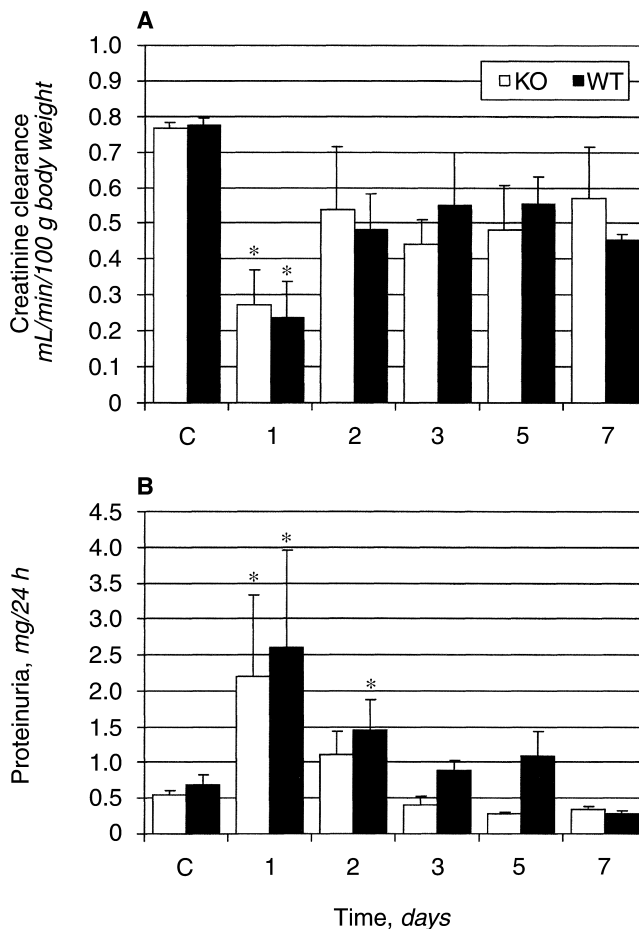 A
1.0
0.9
0.8
0.7
0.6
0.5
0.4
0.3
0.2
0.1
0
Creatinine clearance
mL/min/100 g body weight
KO WT
* *
C 1 2 3 5 7
B
4.5
4.0
3.5
3.0
2.5
2.0
1.5
1.0
0.5
0
Proteinuria, mg/24 h
* * *
C 1 2 3 5 7
Time, days